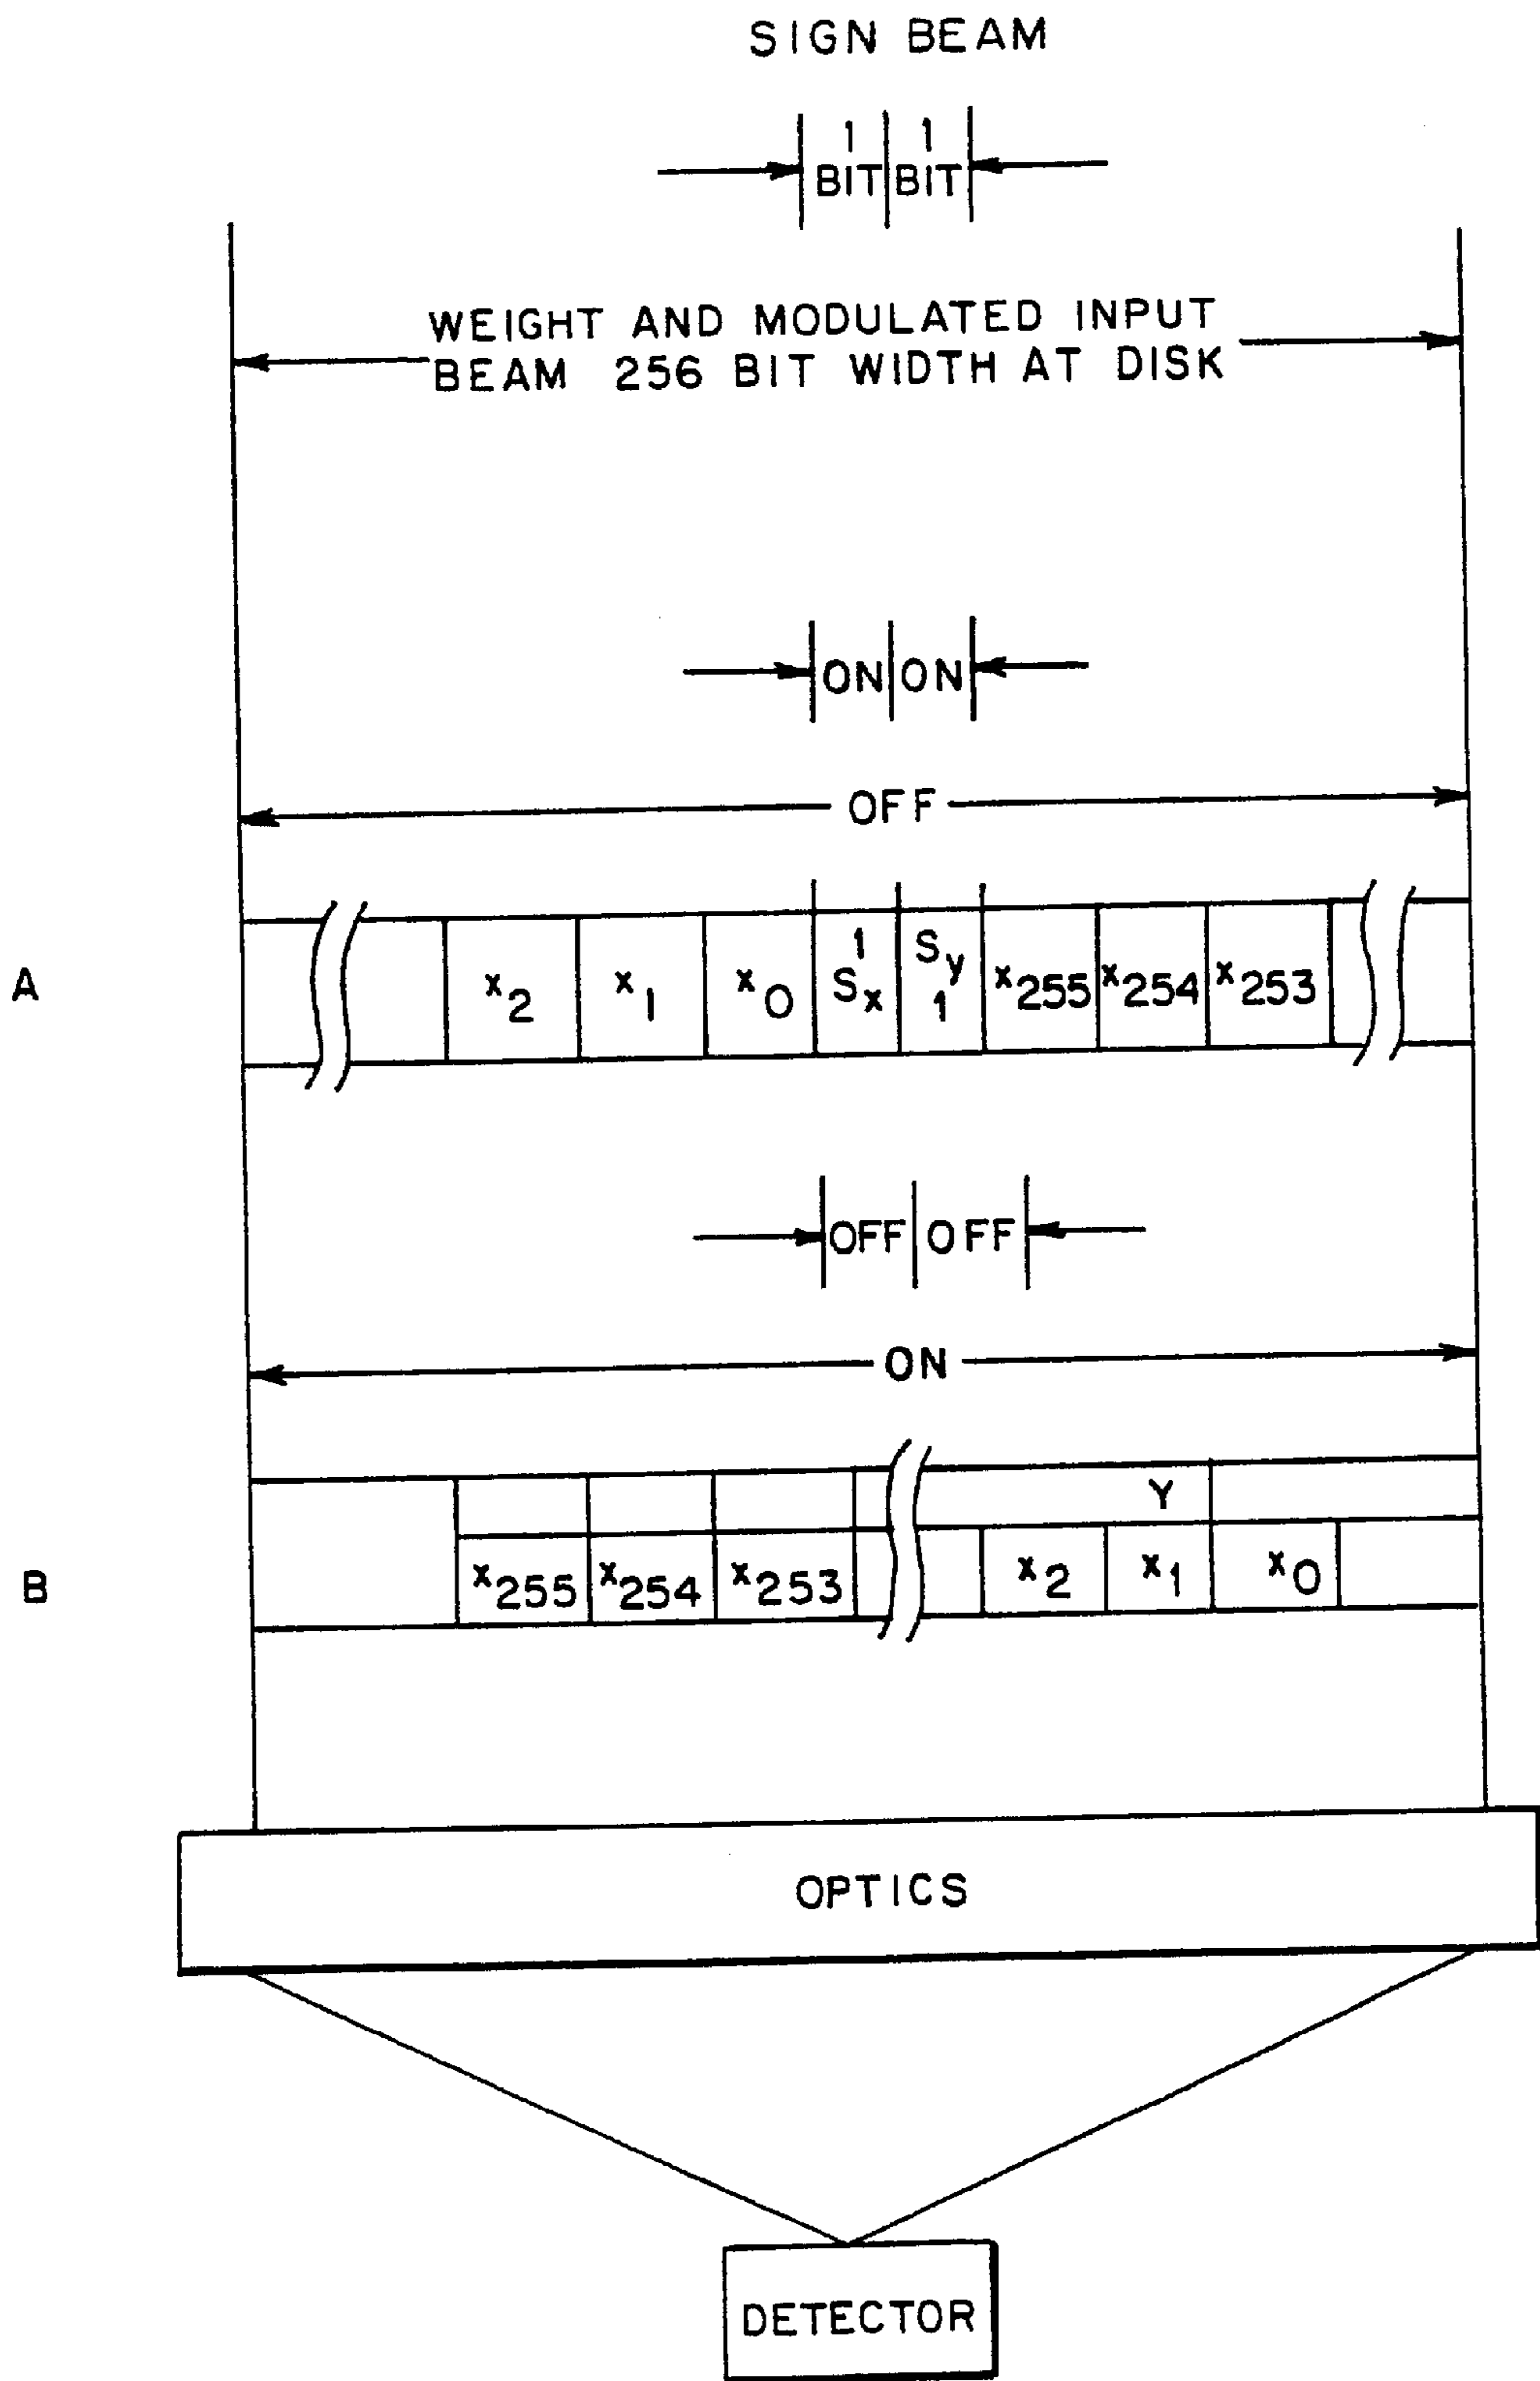 SIGN BEAM
1 1
BIT BIT
WEIGHT AND MODULATED INPUT
BEAM 256 BIT WIDTH AT DISK
ON ON
OFF
A
x2 x1 x0 1 Sx Sy 1 x255 x254 x253
OFF OFF
ON
Y
B
x255 x254 x253 x2 x1 x0
OPTICS
DETECTOR